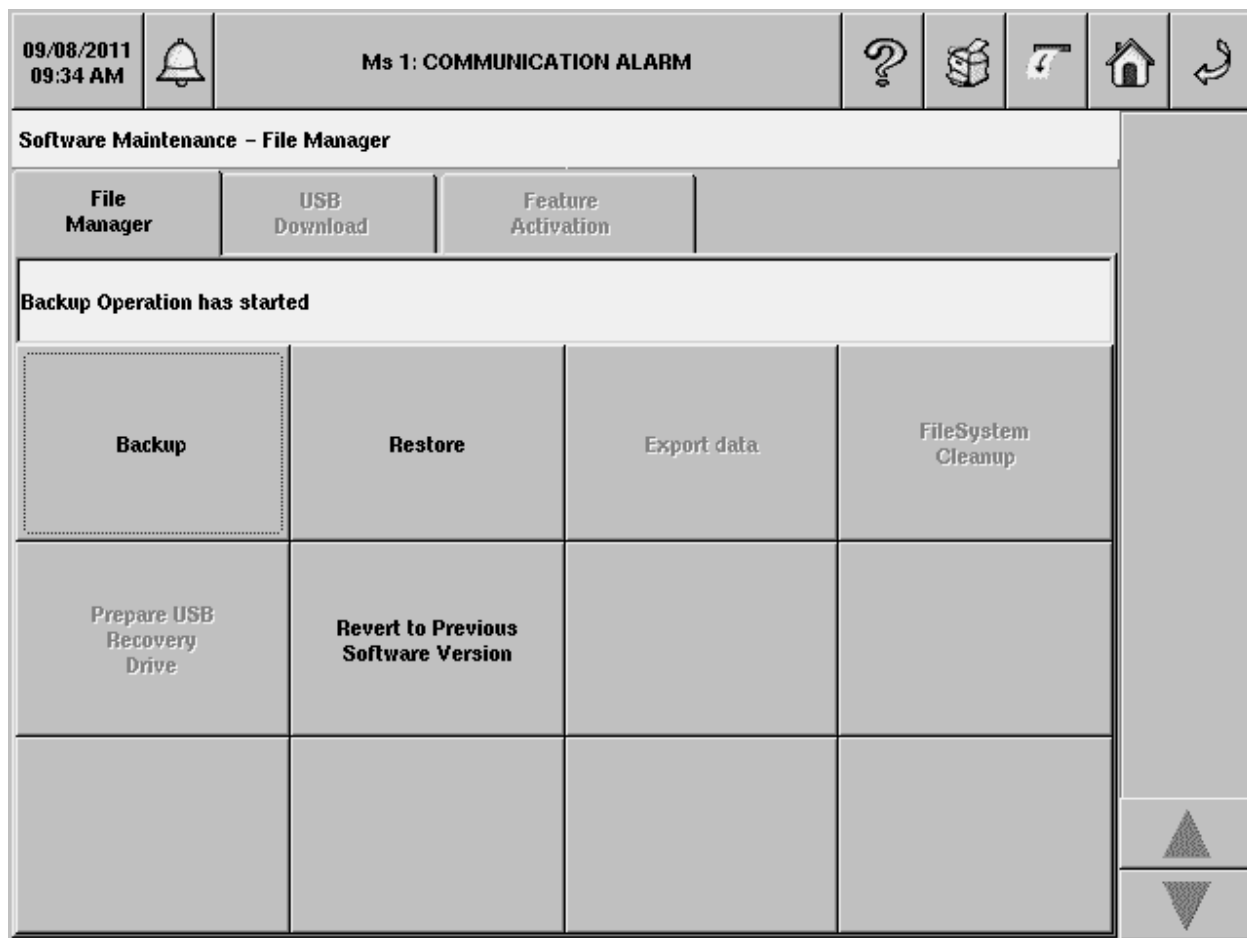 09/08/2011
09:34 AM
Ms 1: COMMUNICATION ALARM
Software Maintenance – File Manager
File
Manager
USB
Download
Feature
Activation
Backup Operation has started
Backup
Restore
Export data
FileSystem
Cleanup
Prepare USB
Recovery
Drive
Revert to Previous
Software Version